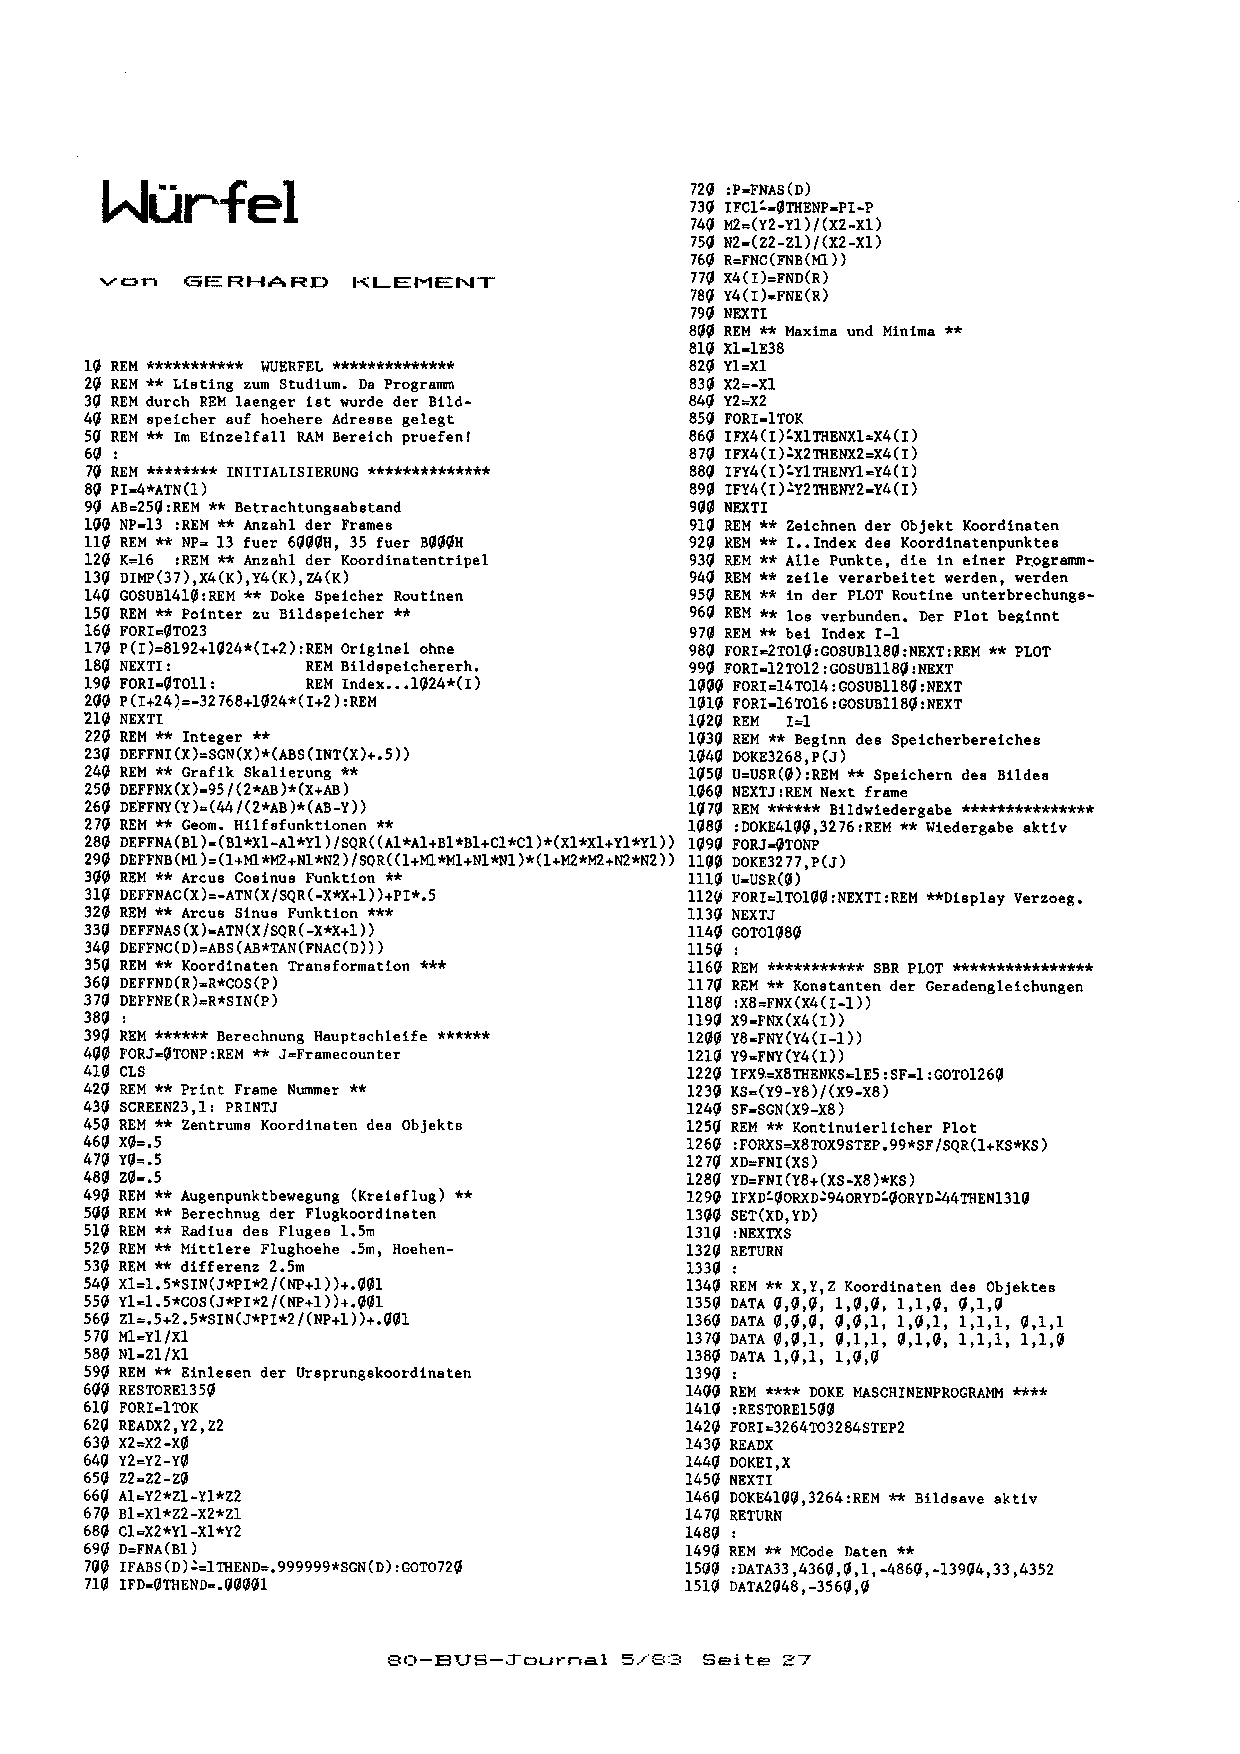 Würfel
von GERHARD KLEMENT
10 REM *********** WUERFEL **************
20 REM ** Listing zum Studium. Da Programm
30 REM durch REM laenger ist wurde der Bild-
40 REM speicher auf hoehere Adresse gelegt
50 REM ** Im Einzelfall RAM Bereich pruefen!
60 :
70 REM ******** INITIALISIERUNG **************
80 PI=4*ATN(1)
90 AB=250:REM ** Betrachtungsabstand
100 NP=13 :REM ** Anzahl der Frames
110 REM ** NP= 13 fuer 6000H, 35 fuer B000H
120 K=16  :REM ** Anzahl der Koordinatentripel
130 DIMP(37),X4(K),Y4(K),Z4(K)
140 GOSUB1410:REM ** Doke Speicher Routinen
150 REM ** Pointer zu Bildspeicher **
160 FORI=0TO23
170 P(I)=8192+1024*(I+2):REM Original ohne
180 NEXTI:               REM Bildspeichererh.
190 FORI=0TO11:          REM Index...1024*(I)
200 P(I+24)=-32768+1024*(I+2):REM
210 NEXTI
220 REM ** Integer **
230 DEFFNI(X)=SGN(X)*(ABS(INT(X)+.5))
240 REM ** Grafik Skalierung **
250 DEFFNX(X)=95/(2*AB)*(X+AB)
260 DEFFNY(Y)=(44/(2*AB)*(AB-Y))
270 REM ** Geom. Hilfsfunktionen **
280 DEFFNA(B1)=(B1*X1-A1*Y1)/SQR((A1*A1+B1*B1+C1*C1)*(X1*X1+Y1*Y1))
290 DEFFNB(M1)=(1+M1*M2+N1*N2)/SQR((1+M1*M1+N1*N1)*(1+M2*M2+N2*N2))
300 REM ** Arcus Cosinus Funktion **
310 DEFFNAC(X)=-ATN(X/SQR(-X*X+1))+PI*.5
320 REM ** Arcus Sinus Funktion ***
330 DEFFNAS(X)=ATN(X/SQR(-X*X+1))
340 DEFFNC(D)=ABS(AB*TAN(FNAC(D)))
350 REM ** Koordinaten Transformation ***
360 DEFFND(R)=R*COS(P)
370 DEFFNE(R)=R*SIN(P)
380 :
390 REM ****** Berechnung Hauptschleife ******
400 FORJ=0TONP:REM ** J=Framecounter
410 CLS
420 REM ** Print Frame Nummer **
430 SCREEN23,1: PRINTJ
450 REM ** Zentrums Koordinaten des Objekts
460 X0=.5
470 Y0=.5
480 Z0=.5
490 REM ** Augenpunktbewegung (Kreisflug) **
500 REM ** Berechnug der Flugkoordinaten
510 REM ** Radius des Fluges 1.5m
520 REM ** Mittlere Flughoehe .5m, Hoehen-
530 REM ** differenz 2.5m
540 X1=1.5*SIN(J*PI*2/(NP+1))+.001
550 Y1=1.5*COS(J*PI*2/(NP+1))+.001
560 Z1=.5+2.5*SIN(J*PI*2/(NP+1))+.001
570 M1=Y1/X1
580 N1=Z1/X1
590 REM ** Einlesen der Ursprungskoordinaten
600 RESTORE1350
610 FORI=1TOK
620 READX2,Y2,Z2
630 X2=X2-X0
640 Y2=Y2-Y0
650 Z2=Z2-Z0
660 A1=Y2*Z1-Y1*Z2
670 B1=X1*Z2-X2*Z1
680 C1=X2*Y1-X1*Y2
690 D=FNA(B1)
700 IFABS(D)^=1THEND=.999999*SGN(D):GOTO720
710 IFD=0THEND=.00001
720 :P=FNAS(D)
730 IFC1^=0THENP=PI-P
740 M2=(Y2-Y1)/(X2-X1)
750 N2=(Z2-Z1)/(X2-X1)
760 R=FNC(FNB(M1))
770 X4(I)=FND(R)
780 Y4(I)=FNE(R)
790 NEXTI
800 REM ** Maxima und Minima **
810 X1=1E38
820 Y1=X1
830 X2=-X1
840 Y2=X2
850 FORI=1TOK
860 IFX4(I)^X1THENX1=X4(I)
870 IFX4(I)^X2THENX2=X4(I)
880 IFY4(I)^Y1THENY1=Y4(I)
890 IFY4(I)^Y2THENY2=Y4(I)
900 NEXTI
910 REM ** Zeichnen der Objekt Koordinaten
920 REM ** I..Index des Koordinatenpunktes
930 REM ** Alle Punkte, die in einer Programm-
940 REM ** zeile verarbeitet werden, werden
950 REM ** in der PLOT Routine unterbrechungs-
960 REM ** los verbunden. Der Plot beginnt
970 REM ** bei Index I-1
980 FORI=2TO10:GOSUB1180:NEXT:REM ** PLOT
990 FORI=12TO12:GOSUB1180:NEXT
1000 FORI=14TO14:GOSUB1180:NEXT
1010 FORI=16TO16:GOSUB1180:NEXT
1020 REM   I=1
1030 REM ** Beginn des Speicherbereiches
1040 DOKE3268,P(J)
1050 U=USR(0):REM ** Speichern des Bildes
1060 NEXTJ:REM Next frame
1070 REM ****** Bildwiedergabe ***************
1080 :DOKE4100,3276:REM ** Wiedergabe aktiv
1090 FORJ=0TONP
1100 DOKE3277,P(J)
1110 U=USR(0)
1120 FORI=1TO100:NEXTI:REM **Display Verzoeg.
1130 NEXTJ
1140 GOTO1080
1150 :
1160 REM *********** SBR PLOT ****************
1170 REM ** Konstanten der Geradengleichungen
1180 :X8=FNX(X4(I-1))
1190 X9=FNX(X4(I))
1200 Y8=FNY(Y4(I-1))
1210 Y9=FNY(Y4(I))
1220 IFX9=X8THENKS=1E5:SF=1:GOTO1260
1230 KS=(Y9-Y8)/(X9-X8)
1240 SF=SGN(X9-X8)
1250 REM ** Kontinuierlicher Plot
1260 :FORXS=X8TOX9STEP.99*SF/SQR(1+KS*KS)
1270 XD=FNI(XS)
1280 YD=FNI(Y8+(XS-X8)*KS)
1290 IFXD^0ORXD^94ORYD^0ORYD^44THEN1310
1300 SET(XD,YD)
1310 :NEXTXS
1320 RETURN
1330 :
1340 REM ** X,Y,Z Koordinaten des Objektes
1350 DATA 0,0,0, 1,0,0, 1,1,0, 0,1,0
1360 DATA 0,0,0, 0,0,1, 1,0,1, 1,1,1, 0,1,1
1370 DATA 0,0,1, 0,1,1, 0,1,0, 1,1,1, 1,1,0
1380 DATA 1,0,1, 1,0,0
1390 :
1400 REM **** DOKE MASCHINENPROGRAMM ****
1410 :RESTORE1500
1420 FORI=3264TO3284STEP2
1430 READX
1440 DOKEI,X
1450 NEXTI
1460 DOKE4100,3264:REM ** Bildsave aktiv
1470 RETURN
1480 :
1490 REM ** MCode Daten **
1500 :DATA33,4360,0,1,-4860,-13904,33,4352
1510 DATA2048,-3560,0
80-BUS-Journal 5/83 Seite 27